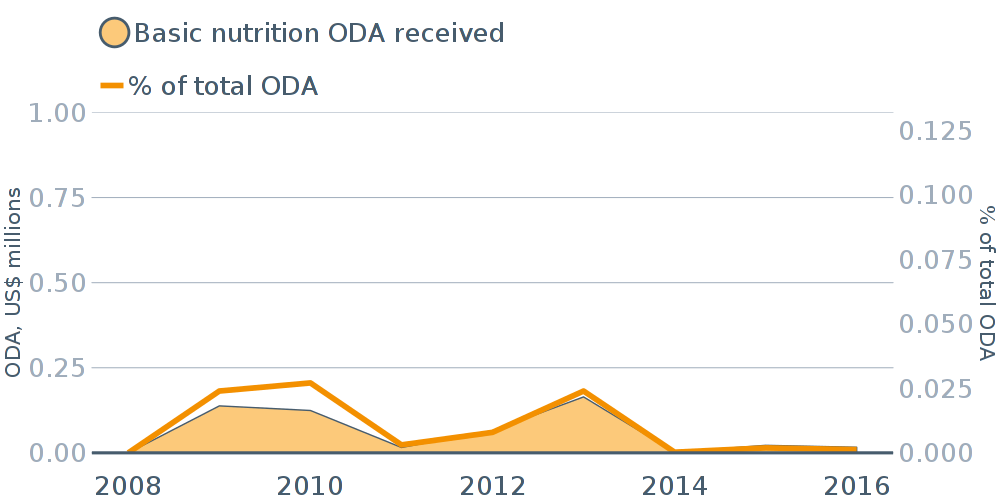 Basic nutrition ODA received
% of total ODA
1.00
0.75
0.50
0.25
0.00
ODA, US$ millions
0.125
0.100
0.075
0.050
0.025
0.000
% of total ODA
2008 2010 2012 2014 2016